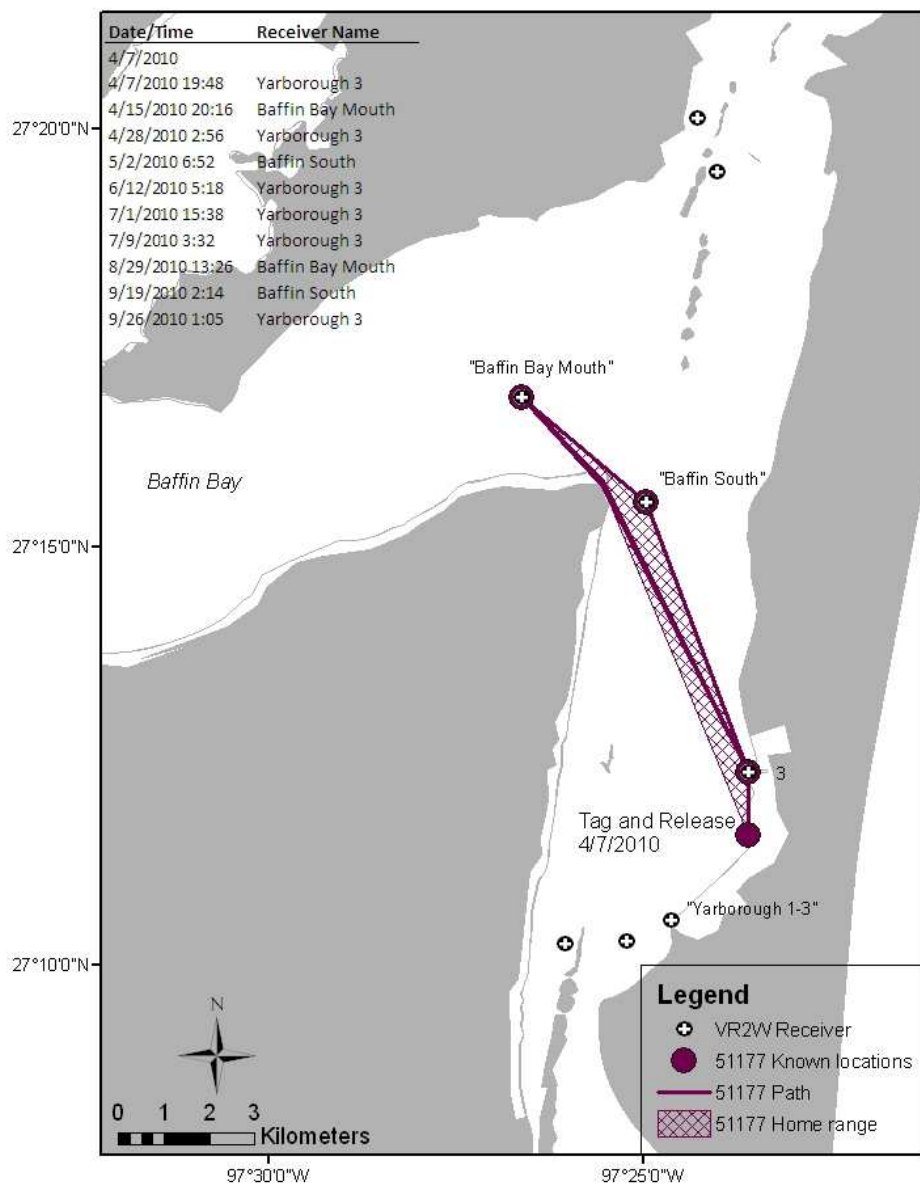 Date/Time Receiver Name
4/7/2010
4/7/2010 19:48 Yarborough 3
4/15/2010 20:16 Baffin Bay Mouth
4/28/2010 2:56 Yarborough 3
5/2/2010 6:52 Baffin South
6/12/2010 5:18 Yarborough 3
7/1/2010 15:38 Yarborough 3
7/9/2010 3:32 Yarborough 3
8/29/2010 13:26 Baffin Bay Mouth
9/19/2010 2:14 Baffin South
9/26/2010 1:05 Yarborough 3
27°20'0"N
"Baffin Bay Mouth"
Baffin Bay
"Baffin South"
27°15'0"N
3
Tag and Release
4/7/2010
"Yarborough 1-3"
27°10'0"N
N
0 1 2 3
Kilometers
Legend
VR2W Receiver
51177 Known locations
51177 Path
51177 Home range
97°30'0"W 97°25'0"W